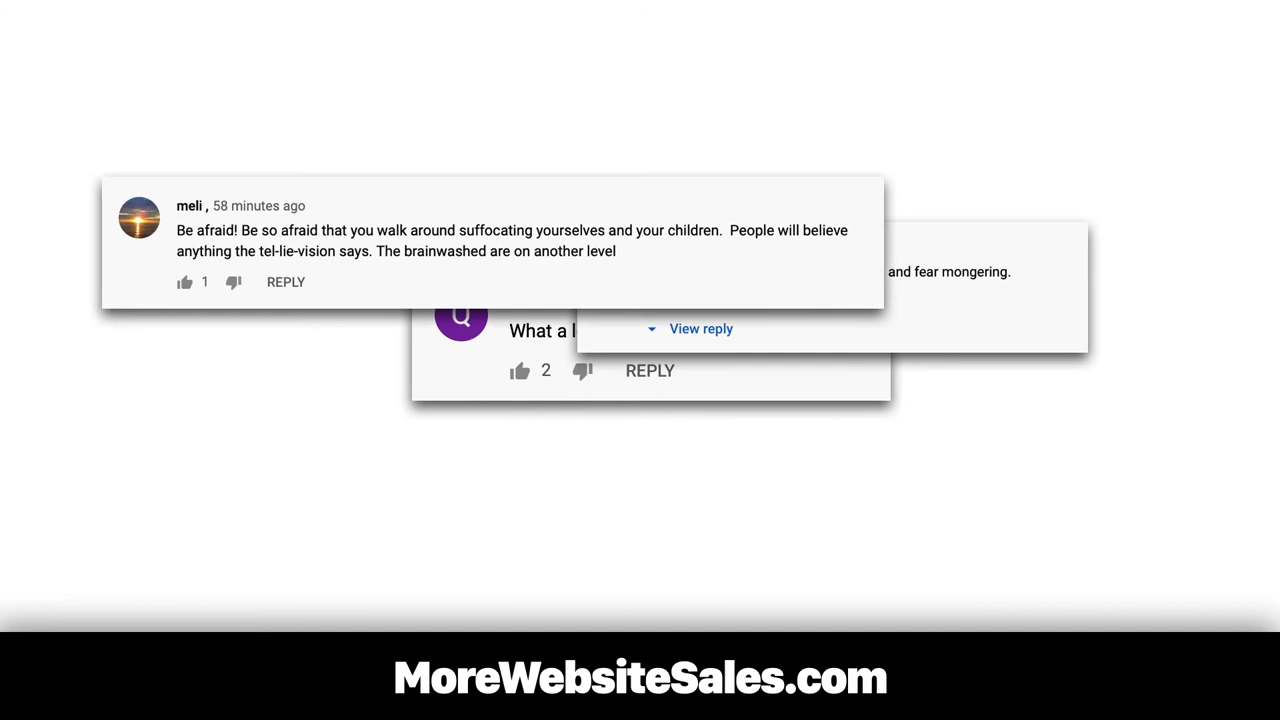 meli , 58 minutes ago
Be afraid! Be so afraid that you walk around suffocating yourselves and your children.  People will believe
anything the tel-lie-vision says. The brainwashed are on another level
1 REPLY
and fear mongering.
View reply
Q
What a
2 REPLY
MoreWebsiteSales.com